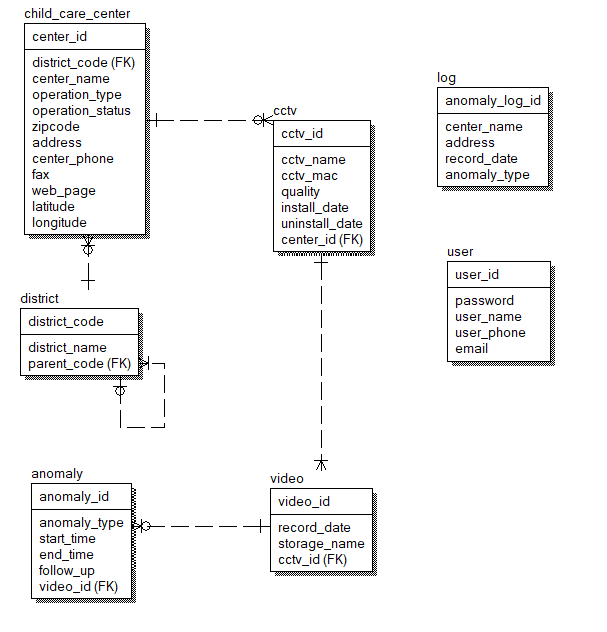 child_care_center
center_id
district_code (FK)
center_name
operation_type
operation_status
zipcode
address
center_phone
fax
web_page
latitude
longitude
cctv
cctv_id
cctv_name
cctv_mac
quality
install_date
uninstall_date
center_id (FK)
log
anomaly_log_id
center_name
address
record_date
anomaly_type
user
user_id
password
user_name
user_phone
email
district
district_code
district_name
parent_code (FK)
anomaly
anomaly_id
anomaly_type
start_time
end_time
follow_up
video_id (FK)
video
video_id
record_date
storage_name
cctv_id (FK)